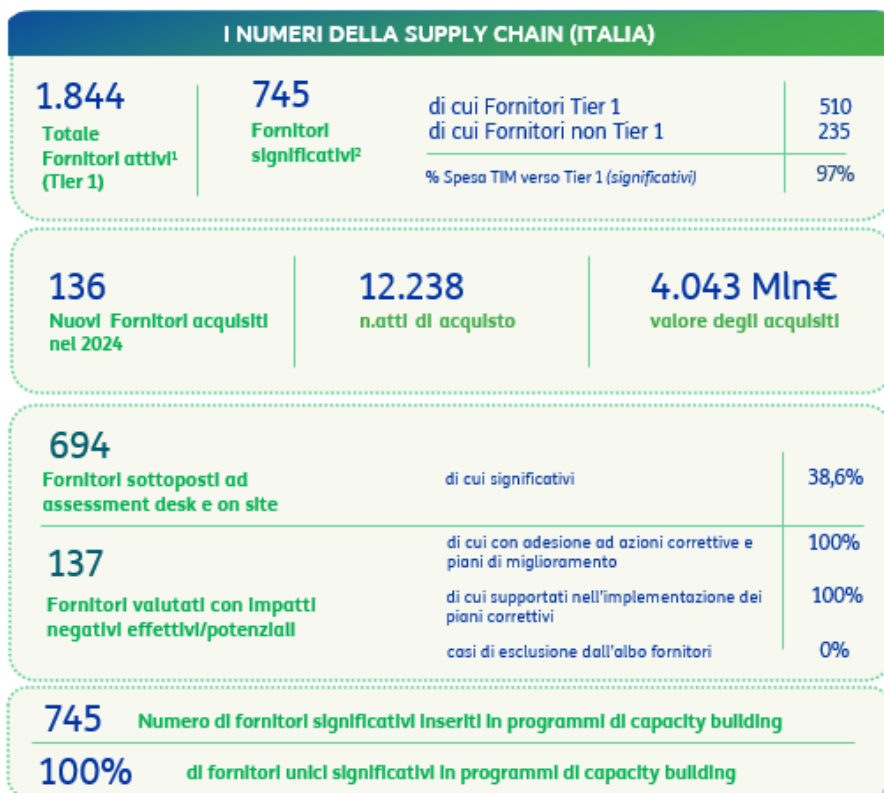 I NUMERI DELLA SUPPLY CHAIN (ITALIA)
1.844
Totale
Fornitori attivi¹
(Tier 1)
745
Fornitori
significativi²
di cui Fornitori Tier 1 510
di cui Fornitori non Tier 1 235
% Spesa TIM verso Tier 1 (significativi) 97%
136
Nuovi Fornitori acquisiti
nel 2024
12.238
n.atti di acquisto
4.043 Mln€
valore degli acquisiti
694
Fornitori sottoposti ad
assessment desk e on site
di cui significativi 38,6%
137
Fornitori valutati con impatti
negativi effettivi/potenziali
di cui con adesione ad azioni correttive e 100%
piani di miglioramento
di cui supportati nell'implementazione dei 100%
piani correttivi
casi di esclusione dall'albo fornitori 0%
745 Numero di fornitori significativi inseriti in programmi di capacity building
100% di fornitori unici significativi in programmi di capacity building